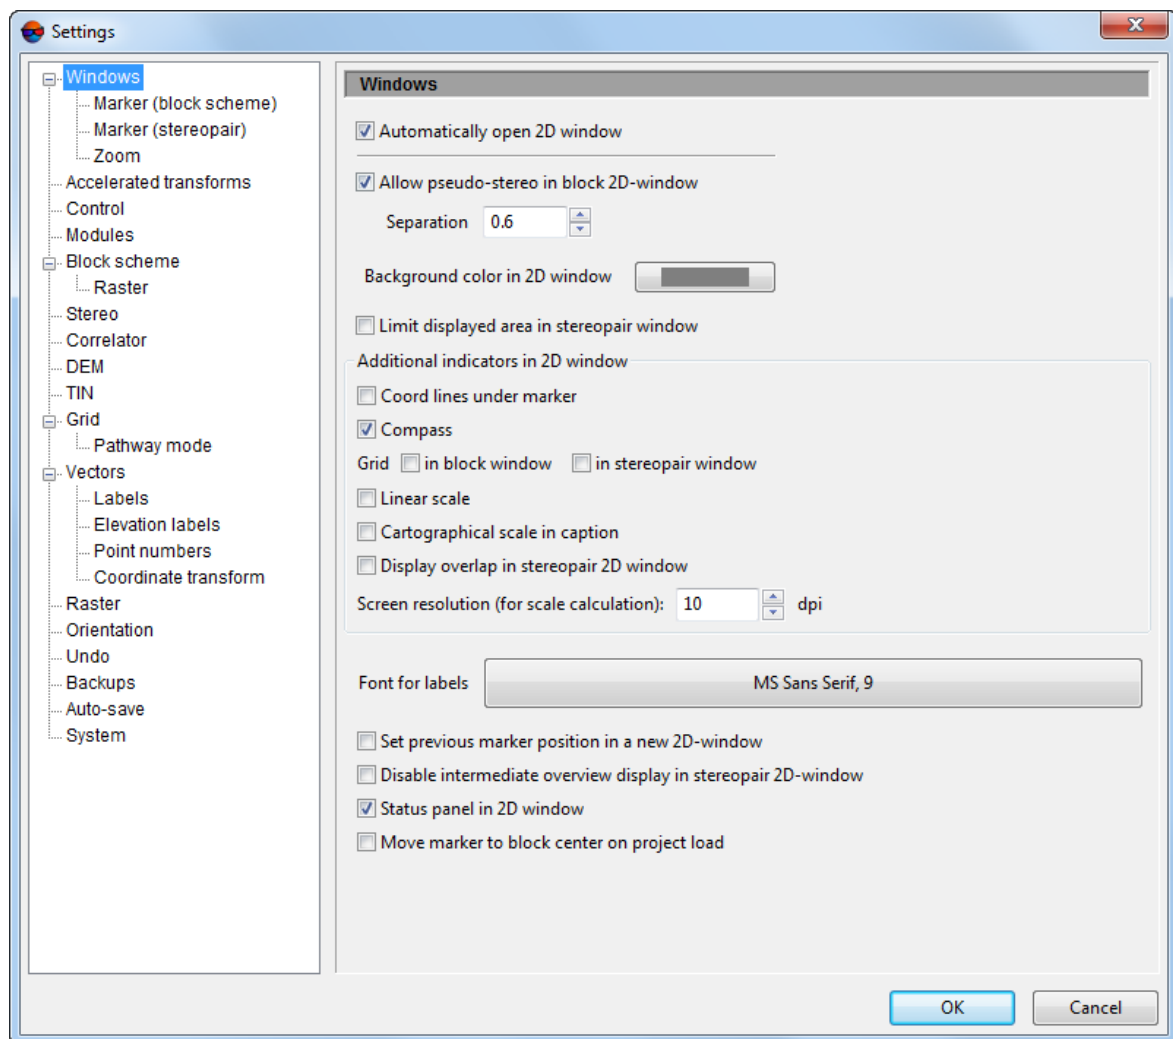 Settings
Windows
Marker (block scheme)
Marker (stereopair)
Zoom
Accelerated transforms
Control
Modules
Block scheme
Raster
Stereo
Correlator
DEM
TIN
Grid
Pathway mode
Vectors
Labels
Elevation labels
Point numbers
Coordinate transform
Raster
Orientation
Undo
Backups
Auto-save
System
Windows
Automatically open 2D window
Allow pseudo-stereo in block 2D-window
Separation 0.6
Background color in 2D window
Limit displayed area in stereopair window
Additional indicators in 2D window
Coord lines under marker
Compass
Grid in block window in stereopair window
Linear scale
Cartographical scale in caption
Display overlap in stereopair 2D window
Screen resolution (for scale calculation): 10 dpi
Font for labels MS Sans Serif, 9
Set previous marker position in a new 2D-window
Disable intermediate overview display in stereopair 2D-window
Status panel in 2D window
Move marker to block center on project load
OK Cancel